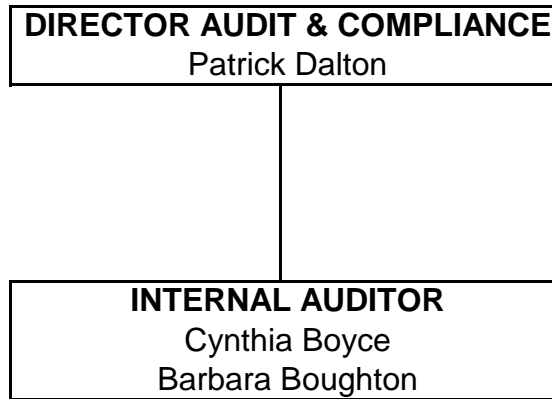 DIRECTOR AUDIT & COMPLIANCE
Patrick Dalton
INTERNAL AUDITOR
Cynthia Boyce
Barbara Boughton